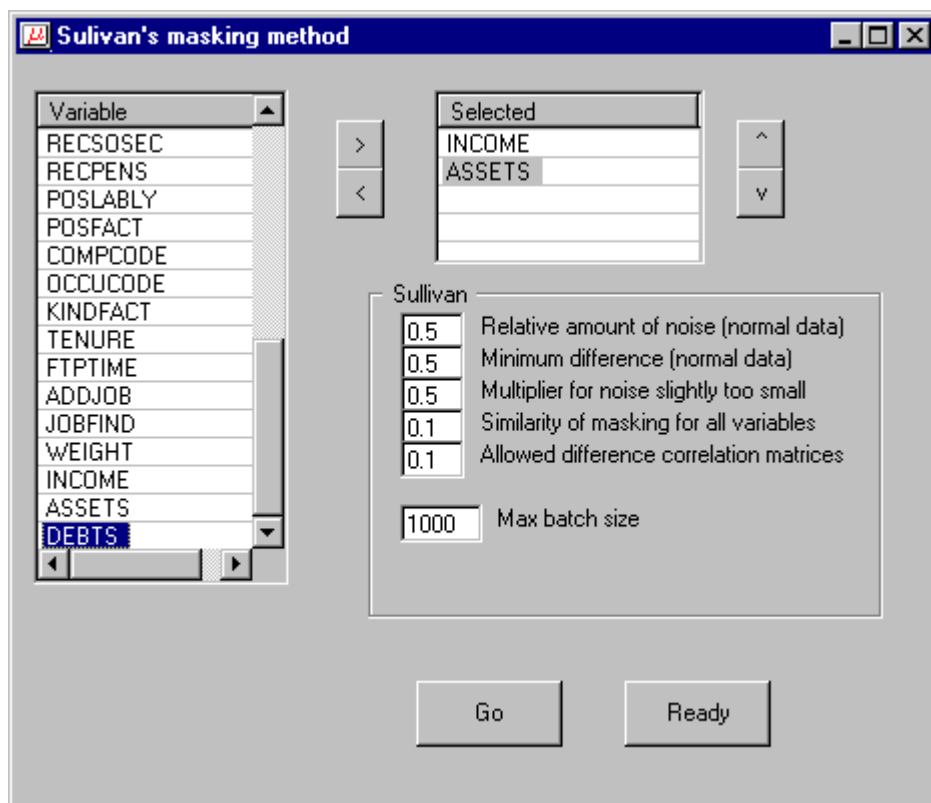 μ Sulivan's masking method
Variable
RECSOSEC
RECPENS
POSLABLY
POSFACT
COMPCODE
OCCUCODE
KINDFACT
TENURE
FTPTIME
ADDJOB
JOBFIND
WEIGHT
INCOME
ASSETS
DEBTS
>
<
Selected
INCOME
ASSETS
^
v
Sullivan
0.5 Relative amount of noise (normal data)
0.5 Minimum difference (normal data)
0.5 Multiplier for noise slightly too small
0.1 Similarity of masking for all variables
0.1 Allowed difference correlation matrices
1000 Max batch size
Go Ready